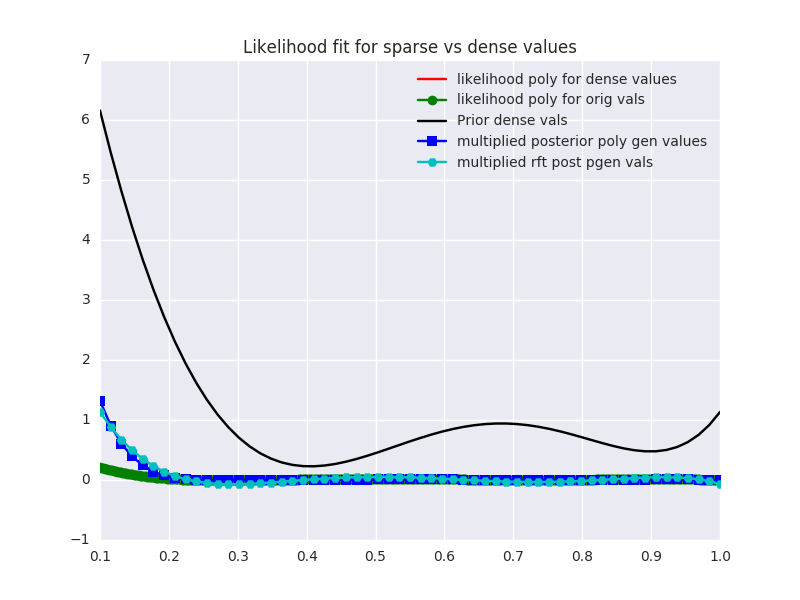 Likelihood fit for sparse vs dense values
7
likelihood poly for dense values
likelihood poly for orig vals
6
Prior dense vals
multiplied posterior poly gen values
multiplied rft post pgen vals
5
4
3
2
1
0
−1
0.1 0.2 0.3 0.4 0.5 0.6 0.7 0.8 0.9 1.0